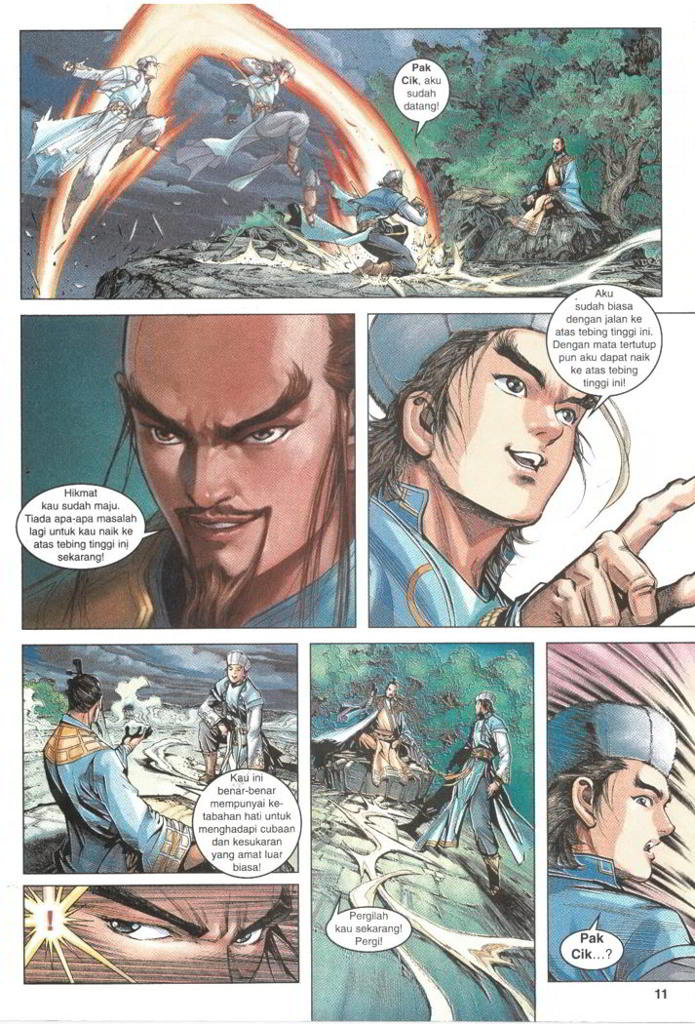 Pak
Cik, aku
sudah
datang!
Hikmat
kau sudah maju.
Tiada apa-apa masalah
lagi untuk kau naik ke
atas tebing tinggi ini
sekarang!
Aku
sudah biasa
dengan jalan ke
atas tebing tinggi ini.
Dengan mata tertutup
pun aku dapat naik
ke atas tebing
tinggi ini!
Kau ini
benar-benar
mempunyai ke-
tabahan hati untuk
menghadapi cubaan
dan kesukaran
yang amat luar
biasa!
!
Pergilah
kau sekarang!
Pergi!
Pak
Cik...?
11